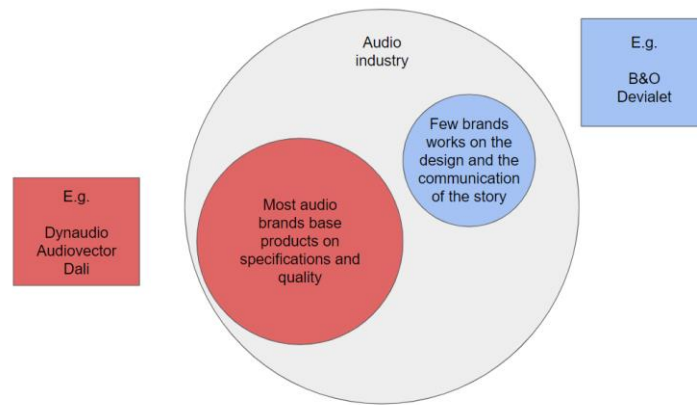 Audio
industry
E.g.
B&O
Devialet
Few brands
works on the
design and the
communication
of the story
Most audio
brands base
products on
specifications and
quality
E.g.
Dynaudio
Audiovector
Dali